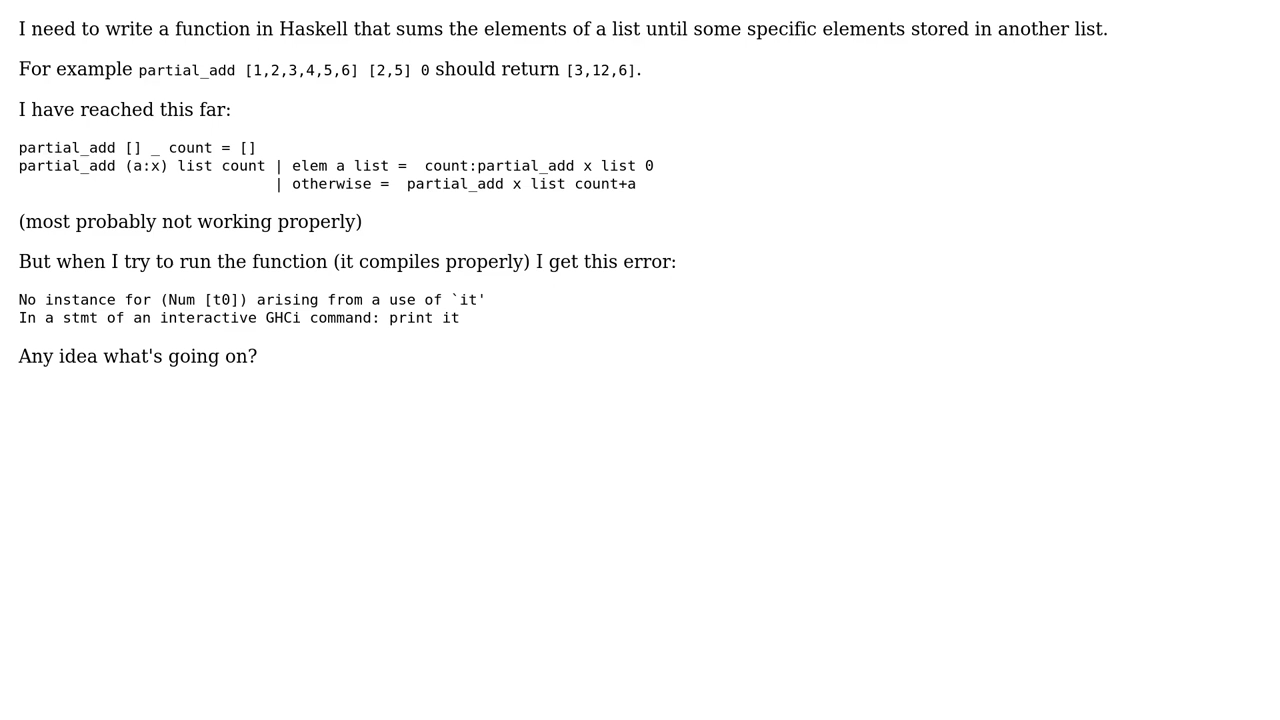 I need to write a function in Haskell that sums the elements of a list until some specific elements stored in another list.
For example partial_add [1,2,3,4,5,6] [2,5] 0 should return [3,12,6].
I have reached this far:
partial_add [] _ count = []
partial_add (a:x) list count | elem a list =  count:partial_add x list 0
                             | otherwise =  partial_add x list count+a
(most probably not working properly)
But when I try to run the function (it compiles properly) I get this error:
No instance for (Num [t0]) arising from a use of `it'
In a stmt of an interactive GHCi command: print it
Any idea what's going on?